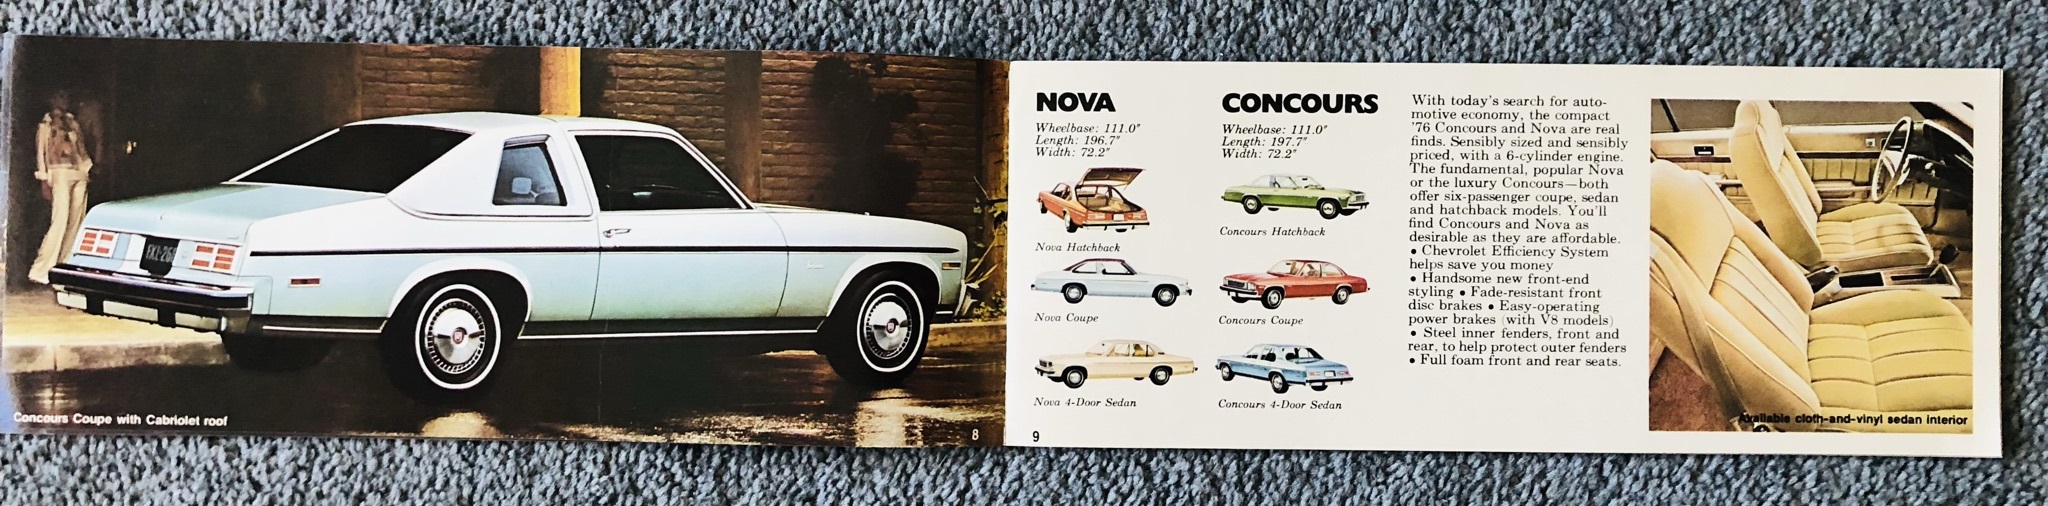 FXL-268
Concours Coupe with Cabriolet roof
8
NOVA
Wheelbase: 111.0"
Length: 196.7"
Width: 72.2"
Nova Hatchback
Nova Coupe
Nova 4-Door Sedan
9
CONCOURS
Wheelbase: 111.0"
Length: 197.7"
Width: 72.2"
Concours Hatchback
Concours Coupe
Concours 4-Door Sedan
With today's search for auto-
motive economy, the compact
'76 Concours and Nova are real
finds. Sensibly sized and sensibly
priced, with a 6-cylinder engine.
The fundamental, popular Nova
or the luxury Concours—both
offer six-passenger coupe, sedan
and hatchback models. You'll
find Concours and Nova as
desirable as they are affordable.
• Chevrolet Efficiency System
helps save you money
• Handsome new front-end
styling • Fade-resistant front
disc brakes • Easy-operating
power brakes (with V8 models)
• Steel inner fenders, front and
rear, to help protect outer fenders
• Full foam front and rear seats.
Available cloth-and-vinyl sedan interior